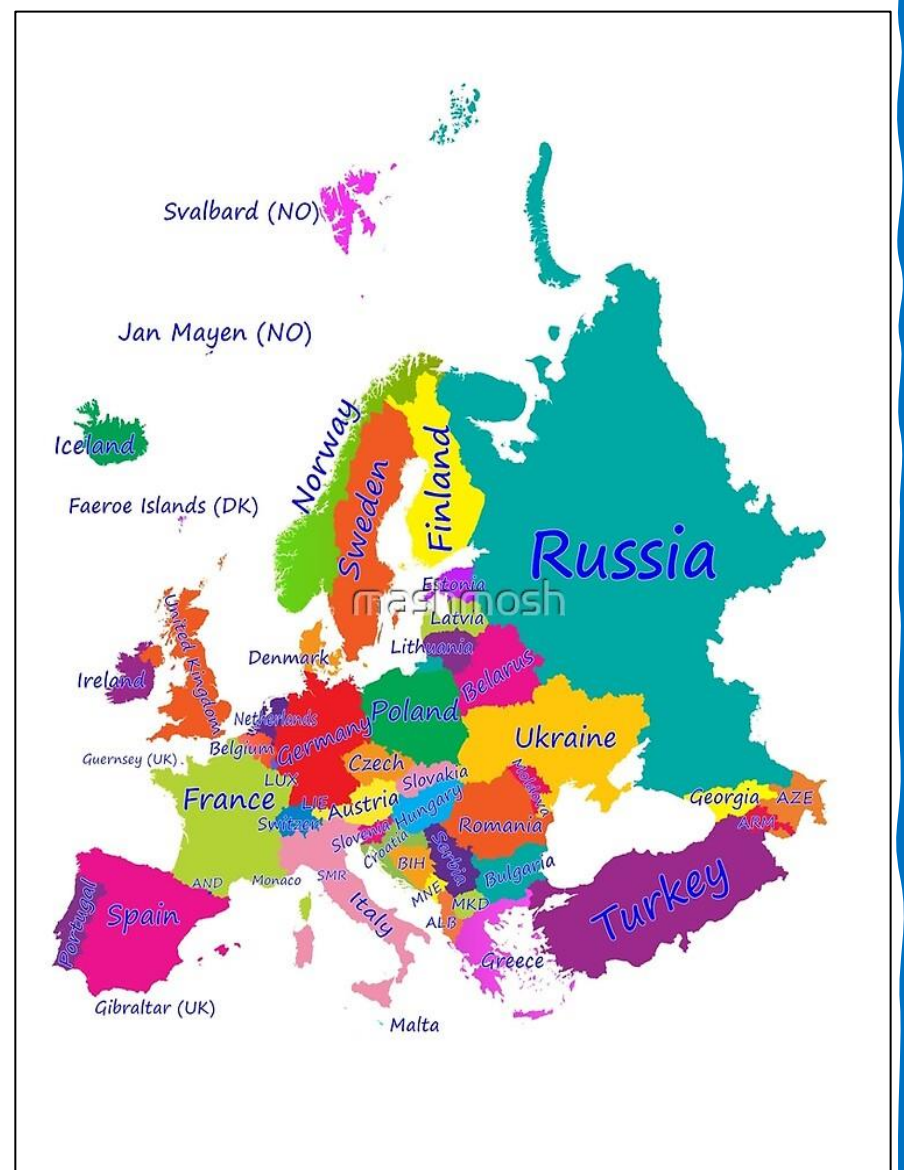 Svalbard (NO)
Jan Mayen (NO)
Iceland
Norway
Sweden
Finland
Faeroe Islands (DK)
Russia
Estonia
mashmosh
Latvia
Lithuania
United Kingdom
Denmark
Belarus
Ireland
Netherlands
Poland
Germany
Belgium
Ukraine
Guernsey (UK)
Czech
LUX
Slovakia
Moldova
France
LIE
Austria
Hungary
Georgia
AZE
Switzer
Slovenia
Romania
ARM
Croatia
BIH
Serbia
Bulgaria
AND
Monaco
SMR
MNE
MKD
Turkey
Portugal
Spain
Italy
ALB
Greece
Gibraltar (UK)
Malta